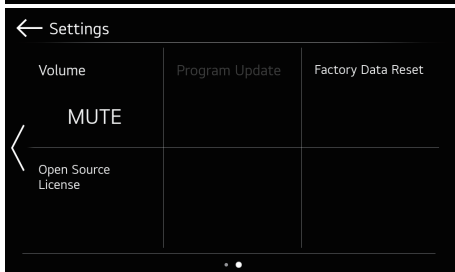 Settings
Volume
Program Update
Factory Data Reset
MUTE
Open Source
License